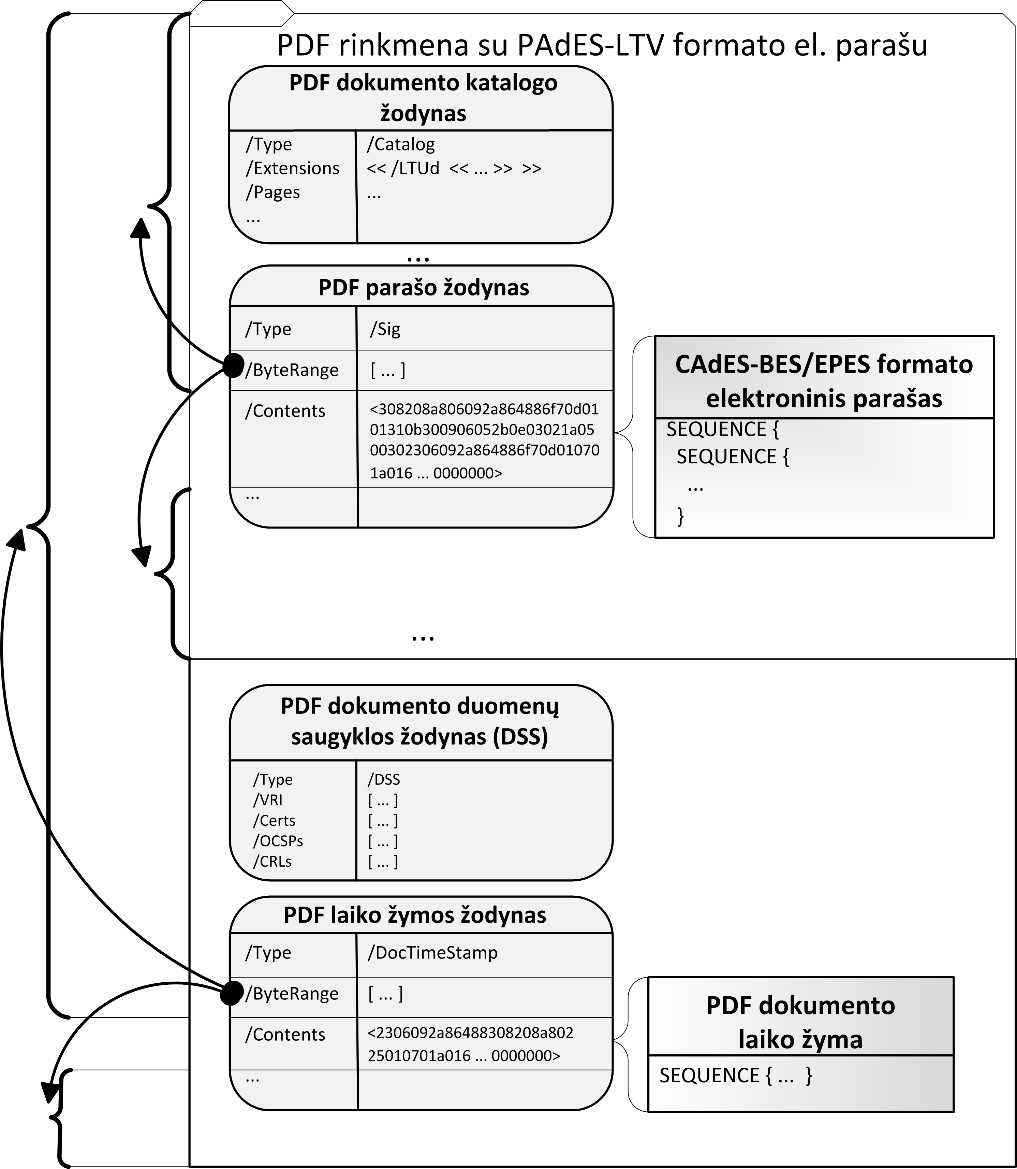 PDF rinkmena su PAdES-LTV formato el. parašu
PDF dokumento katalogo
žodynas
/Type /Catalog
/Extensions << /LTUd << ... >> >>
/Pages ...
...
...
PDF parašo žodynas
/Type /Sig
/ByteRange [ ... ]
/Contents <308208a806092a864886f70d01
01310b300906052b0e03021a05
00302306092a864886f70d01070
1a016 ... 0000000>
...
CAdES-BES/EPES formato
elektroninis parašas
SEQUENCE {
SEQUENCE {
...
}
...
PDF dokumento duomenų
saugyklos žodynas (DSS)
/Type /DSS
/VRI [ ... ]
/Certs [ ... ]
/OCSPs [ ... ]
/CRLs [ ... ]
PDF laiko žymos žodynas
/Type /DocTimeStamp
/ByteRange [ ... ]
/Contents <2306092a86488308208a802
25010701a016 ... 0000000>
...
PDF dokumento
laiko žyma
SEQUENCE { ... }